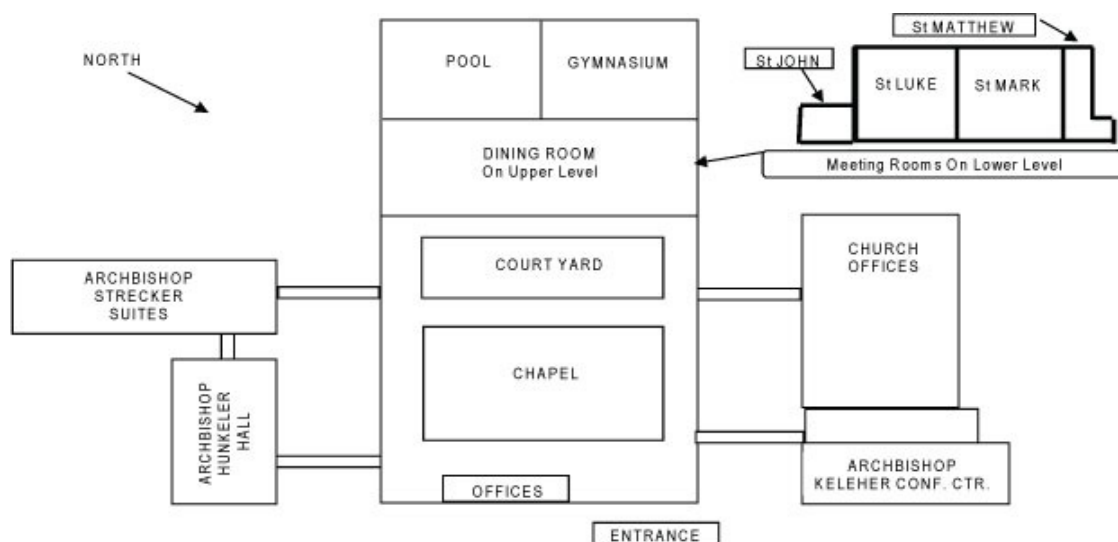 St MATTHEW
NORTH
POOL
GYMNASIUM
St JOHN
St LUKE
St MARK
DINING ROOM
On Upper Level
Meeting Rooms On Lower Level
ARCHBISHOP
STRECKER
SUITES
COURT YARD
CHURCH
OFFICES
CHAPEL
ARCHBISHOP
HUNKELER
HALL
ARCHBISHOP
KELEHER CONF. CTR.
OFFICES
ENTRANCE